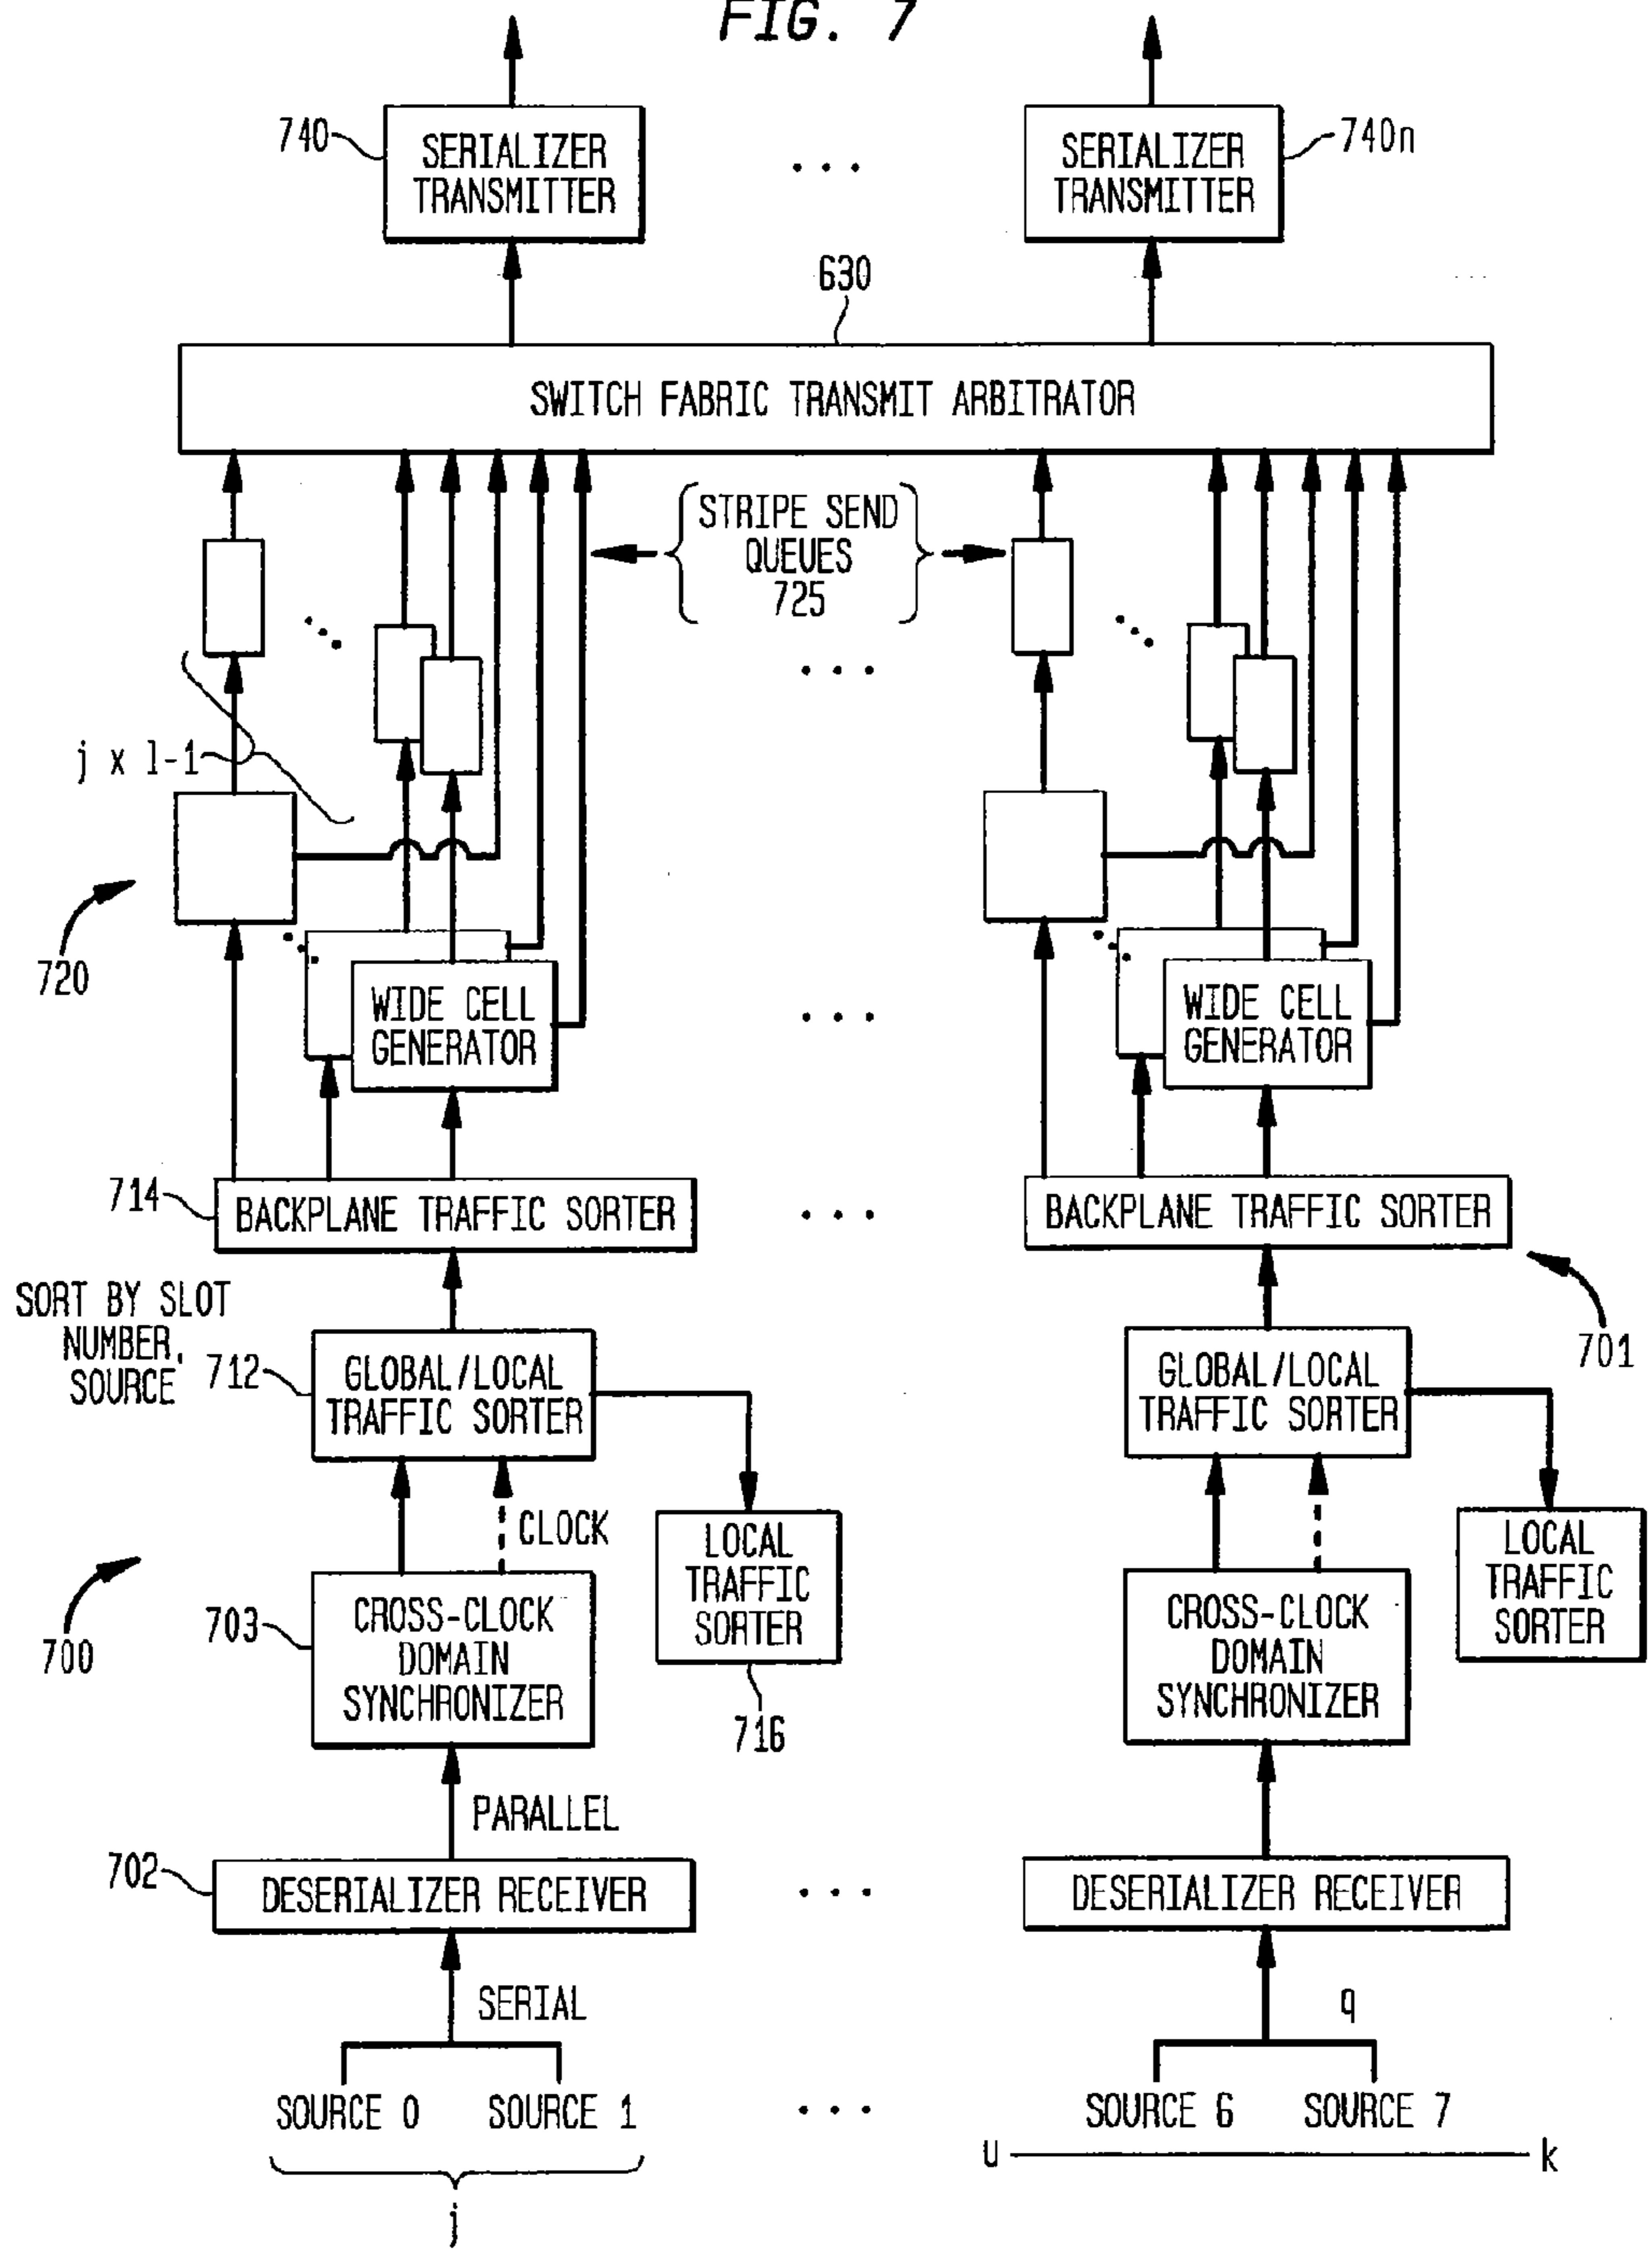 FIG. 7
740
SERIALIZER
TRANSMITTER
. . .
SERIALIZER
TRANSMITTER
740n
630
SWITCH FABRIC TRANSMIT ARBITRATOR
STRIPE SEND
QUEUES
725
j x l-1
720
WIDE CELL
GENERATOR
WIDE CELL
GENERATOR
714
BACKPLANE TRAFFIC SORTER
BACKPLANE TRAFFIC SORTER
701
SORT BY SLOT
NUMBER,
SOURCE
712
GLOBAL/LOCAL
TRAFFIC SORTER
GLOBAL/LOCAL
TRAFFIC SORTER
CLOCK
LOCAL
TRAFFIC
SORTER
716
LOCAL
TRAFFIC
SORTER
700
703
CROSS-CLOCK
DOMAIN
SYNCHRONIZER
CROSS-CLOCK
DOMAIN
SYNCHRONIZER
PARALLEL
702
DESERIALIZER RECEIVER
DESERIALIZER RECEIVER
SERIAL
q
SOURCE 0
SOURCE 1
SOURCE 6
SOURCE 7
j
u
k